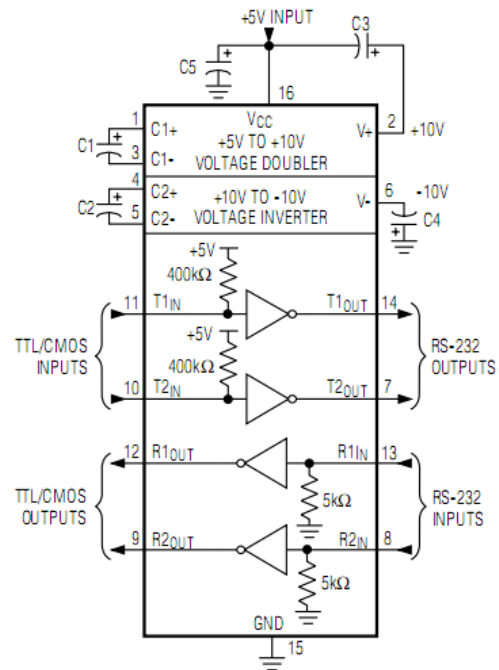 +5V INPUT
C3
C5
16
1
C1+
VCC
V+
2
+10V
C1
+5V TO +10V
3
C1-
VOLTAGE DOUBLER
4
C2+
+10V TO -10V
V-
6
-10V
C2
5
C2-
VOLTAGE INVERTER
C4
+5V
400kΩ
11
T1IN
T1OUT
14
TTL/CMOS
INPUTS
+5V
400kΩ
RS-232
OUTPUTS
10
T2IN
T2OUT
7
12
R1OUT
R1IN
13
TTL/CMOS
OUTPUTS
5kΩ
RS-232
INPUTS
9
R2OUT
R2IN
8
5kΩ
GND
15